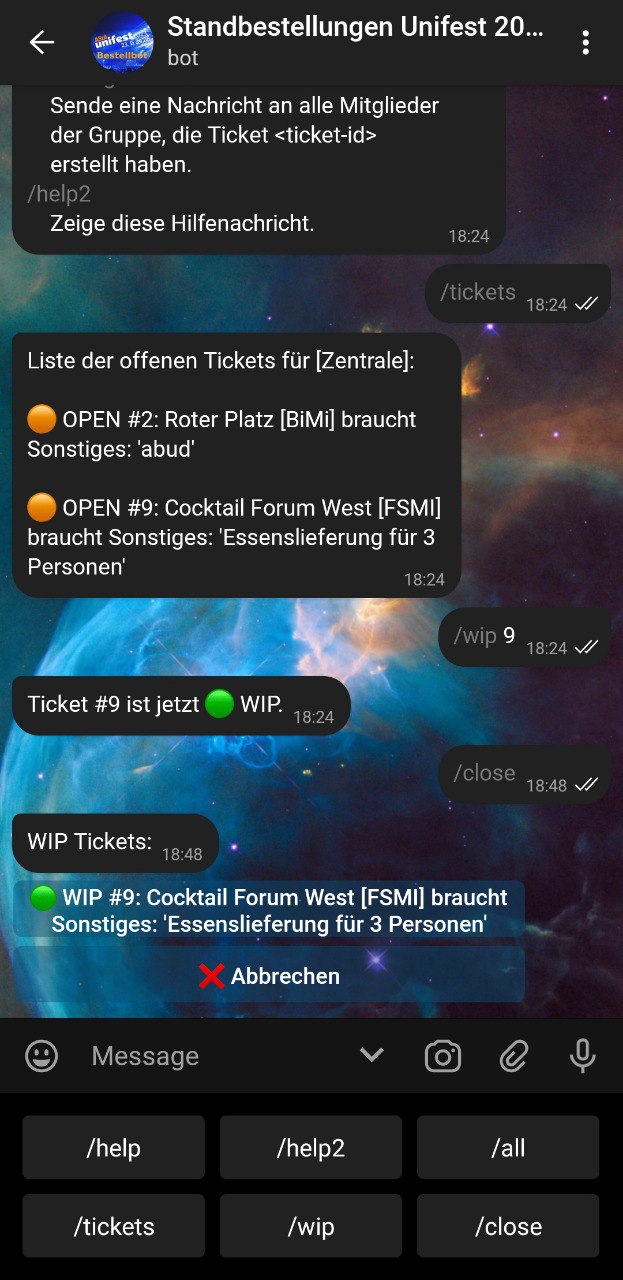 Standbestellungen Unifest 20...
bot
unifest
Bestellbot
Sende eine Nachricht an alle Mitglieder
der Gruppe, die Ticket <ticket-id>
erstellt haben.
/help2
Zeige diese Hilfenachricht.
18:24
/tickets 18:24
Liste der offenen Tickets für [Zentrale]:
OPEN #2: Roter Platz [BiMi] braucht
Sonstiges: 'abud'
OPEN #9: Cocktail Forum West [FSMI]
braucht Sonstiges: 'Essenslieferung für 3
Personen'
18:24
/wip 9 18:24
Ticket #9 ist jetzt WIP. 18:24
/close 18:48
WIP Tickets: 18:48
WIP #9: Cocktail Forum West [FSMI] braucht
Sonstiges: 'Essenslieferung für 3 Personen'
Abbrechen
Message
/help /help2 /all
/tickets /wip /close